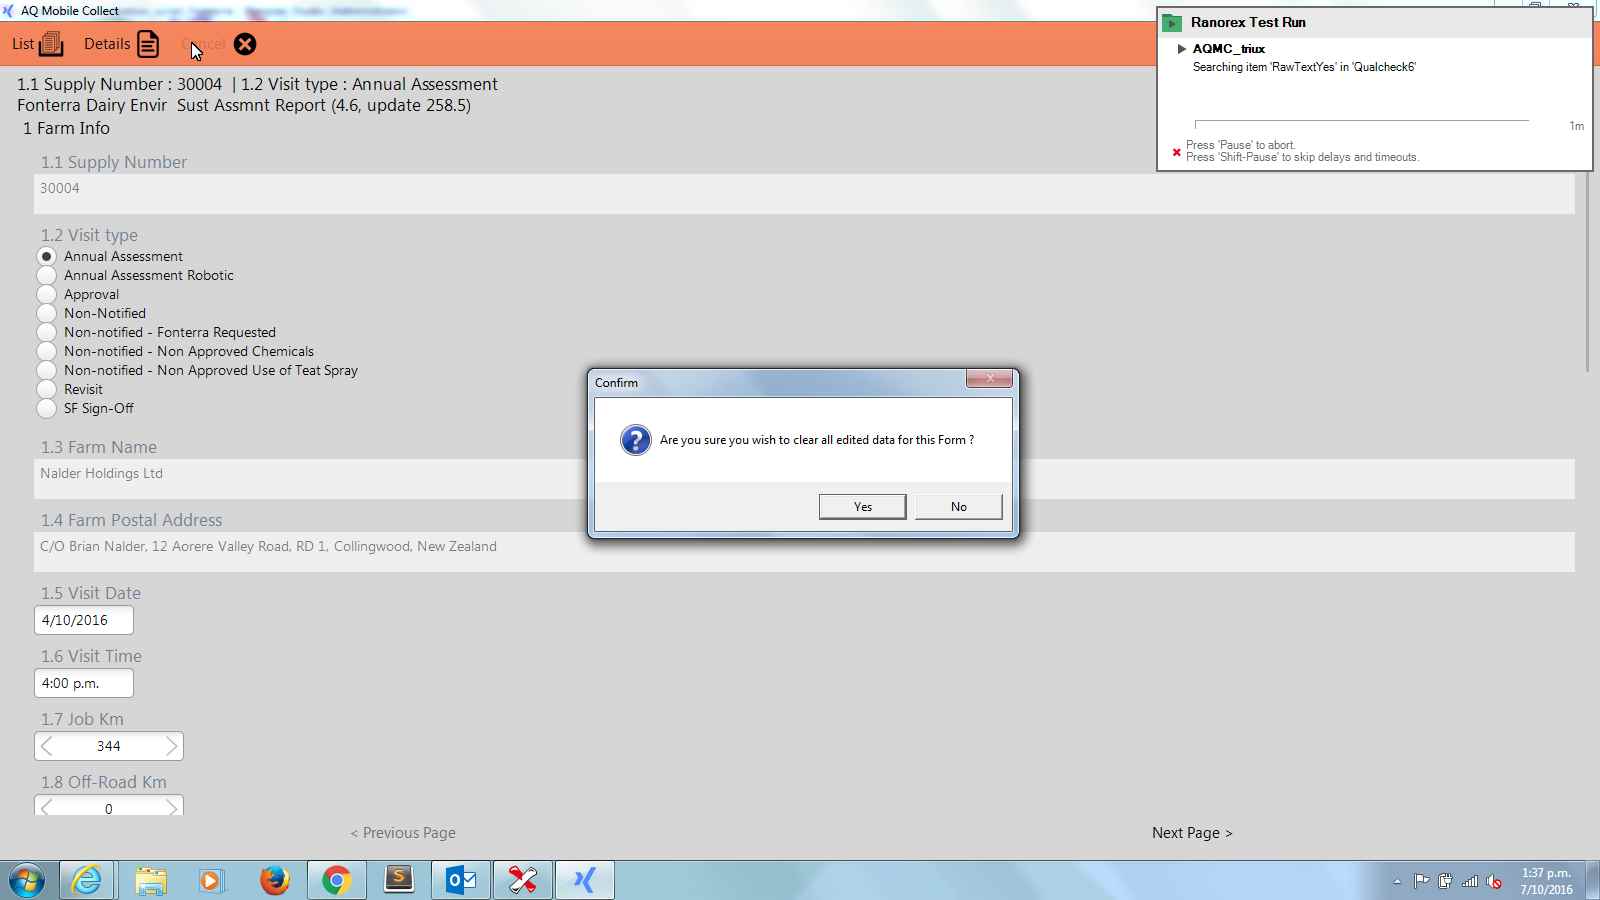 AQ Mobile Collect
List
Details
Cancel
Ranorex Test Run
AQMC_triux
Searching item 'RawTextYes' in 'Qualcheck6'
1m
Press 'Pause' to abort.
Press 'Shift-Pause' to skip delays and timeouts.
1.1 Supply Number : 30004 | 1.2 Visit type : Annual Assessment
Fonterra Dairy Envir Sust Assmnt Report (4.6, update 258.5)
1 Farm Info
1.1 Supply Number
30004
1.2 Visit type
Annual Assessment
Annual Assessment Robotic
Approval
Non-Notified
Non-notified - Fonterra Requested
Non-notified - Non Approved Chemicals
Non-notified - Non Approved Use of Teat Spray
Revisit
SF Sign-Off
1.3 Farm Name
Nalder Holdings Ltd
1.4 Farm Postal Address
C/O Brian Nalder, 12 Aorere Valley Road, RD 1, Collingwood, New Zealand
1.5 Visit Date
4/10/2016
1.6 Visit Time
4:00 p.m.
1.7 Job Km
344
1.8 Off-Road Km
0
Confirm
Are you sure you wish to clear all edited data for this Form ?
Yes
No
< Previous Page
Next Page >
1:37 p.m.
7/10/2016